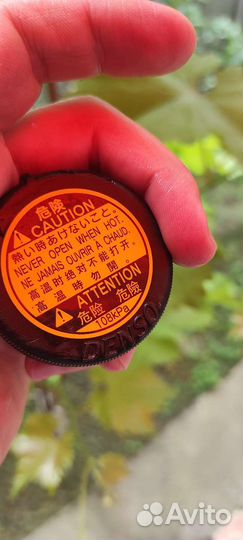 危険
⚠CAUTION
熱い時あけないこと。
NEVER OPEN WHEN HOT.
NE JAMAIS OUVRIR A CHAUD.
高温时绝对不能打开。
高溫時勿開。
⚠ATTENTION
危险 危險
108kPa
DENSO
Avito